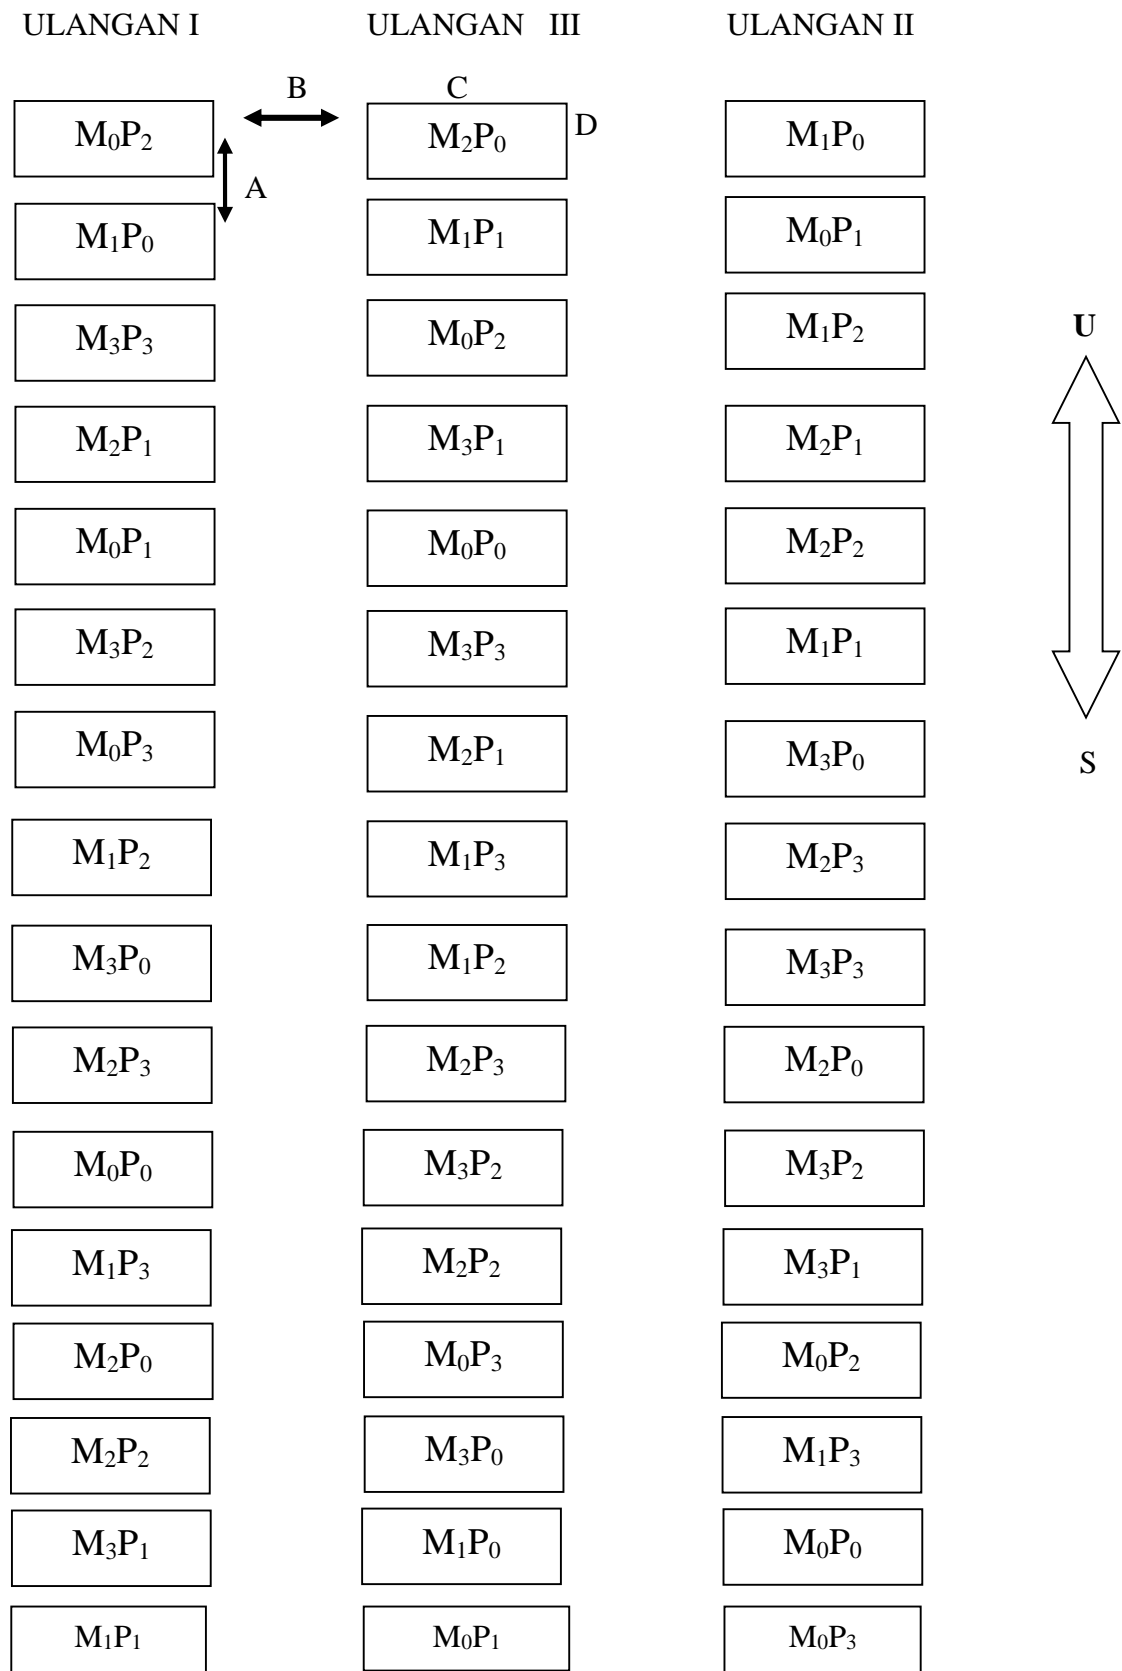 ULANGAN I ULANGAN III ULANGAN II
B C
M₀P₂ M₂P₀ D M₁P₀
A
M₁P₀ M₁P₁ M₀P₁
M₃P₃ M₀P₂ M₁P₂ U
M₂P₁ M₃P₁ M₂P₁
M₀P₁ M₀P₀ M₂P₂
M₃P₂ M₃P₃ M₁P₁
M₀P₃ M₂P₁ M₃P₀ S
M₁P₂ M₁P₃ M₂P₃
M₃P₀ M₁P₂ M₃P₃
M₂P₃ M₂P₃ M₂P₀
M₀P₀ M₃P₂ M₃P₂
M₁P₃ M₂P₂ M₃P₁
M₂P₀ M₀P₃ M₀P₂
M₂P₂ M₃P₀ M₁P₃
M₃P₁ M₁P₀ M₀P₀
M₁P₁ M₀P₁ M₀P₃